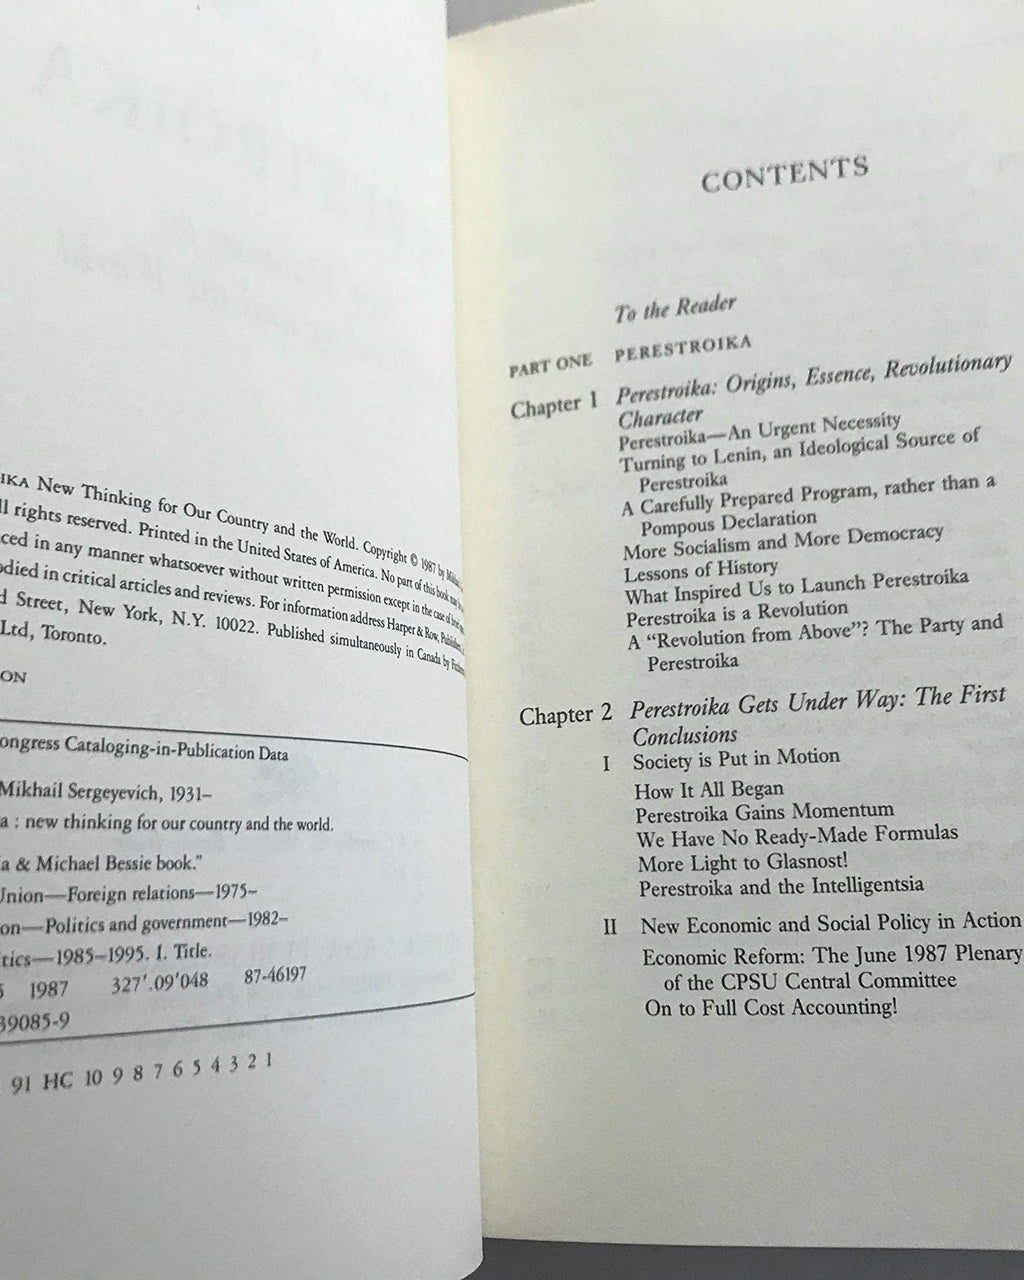 IKA New Thinking for Our Country and the World. Copyright © 1987 by
ll rights reserved. Printed in the United States of America. No part of this book may be
ced in any manner whatsoever without written permission except in the case of brief
odied in critical articles and reviews. For information address Harper & Row, Publishers,
d Street, New York, N.Y. 10022. Published simultaneously in Canada by
Ltd, Toronto.
ON
ongress Cataloging-in-Publication Data
Mikhail Sergeyevich, 1931–
a : new thinking for our country and the world.
a & Michael Bessie book."
Union—Foreign relations—1975–
on—Politics and government—1982–
tics—1985–1995. I. Title.
5 1987 327'.09'048 87-46197
39085-9
91 HC 10 9 8 7 6 5 4 3 2 1
CONTENTS
To the Reader
PART ONE PERESTROIKA
Chapter 1 Perestroika: Origins, Essence, Revolutionary
Character
Perestroika—An Urgent Necessity
Turning to Lenin, an Ideological Source of
Perestroika
A Carefully Prepared Program, rather than a
Pompous Declaration
More Socialism and More Democracy
Lessons of History
What Inspired Us to Launch Perestroika
Perestroika is a Revolution
A “Revolution from Above”? The Party and
Perestroika
Chapter 2 Perestroika Gets Under Way: The First
Conclusions
I Society is Put in Motion
How It All Began
Perestroika Gains Momentum
We Have No Ready-Made Formulas
More Light to Glasnost!
Perestroika and the Intelligentsia
II New Economic and Social Policy in Action
Economic Reform: The June 1987 Plenary
of the CPSU Central Committee
On to Full Cost Accounting!